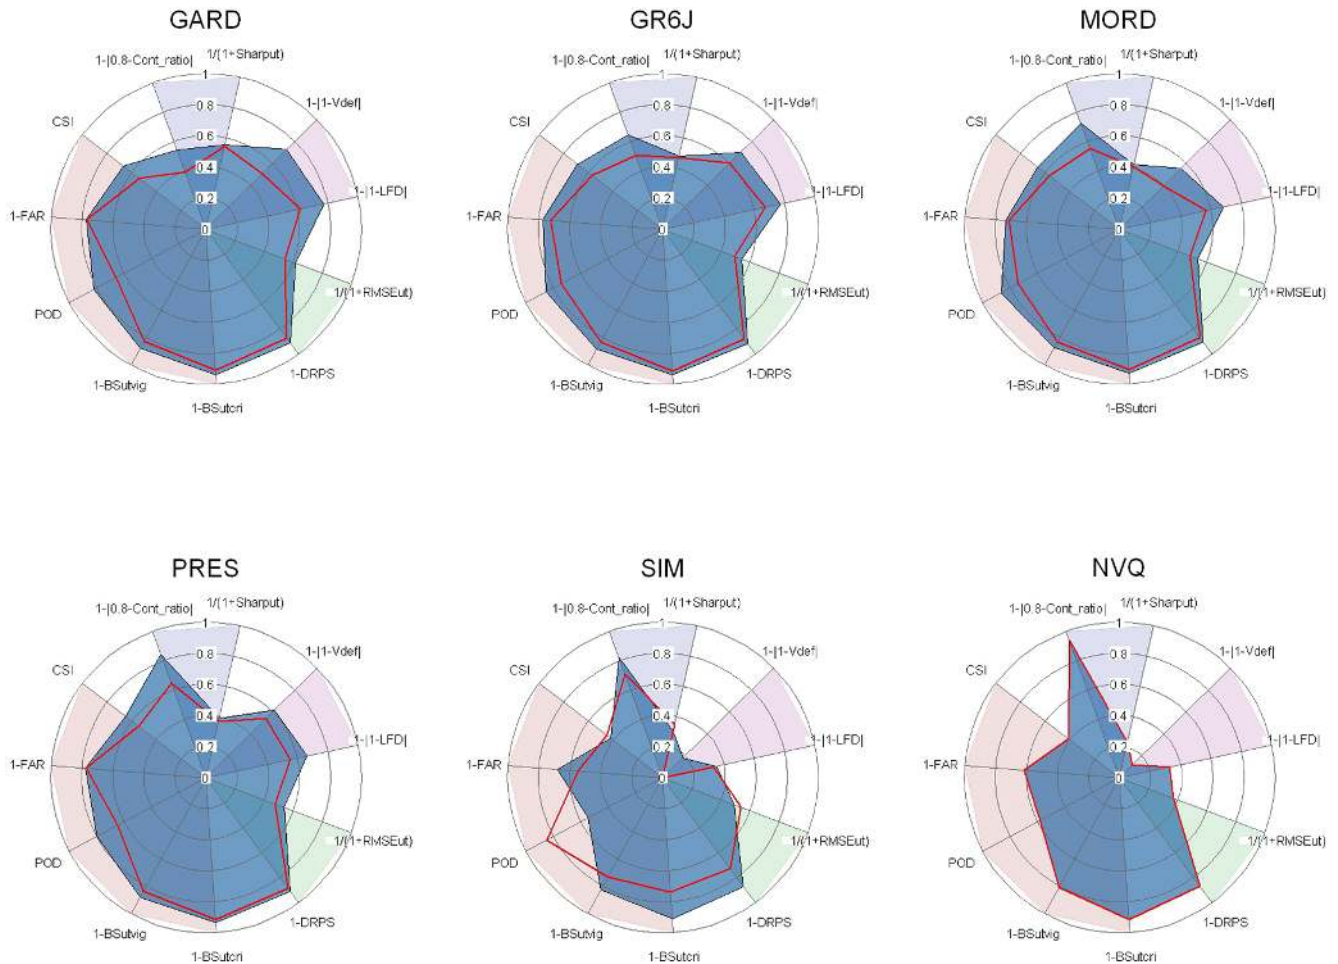 GARD
GR6J
MORD
1-|0.8-Cont_ratio| 1/(1+Sharput)
1-|0.8-Cont_ratio| 1/(1+Sharput)
1-|0.8-Cont_ratio| 1/(1+Sharput)
1
1
1
1-|1-Vdef|
1-|1-Vdef|
1-|1-Vdef|
0.8
0.8
0.8
CSI
CSI
CSI
0.6
0.6
0.6
0.4
0.4
0.4
1-|1-LFD|
1-|1-LFD|
1-|1-LFD|
0.2
0.2
0.2
1-FAR
1-FAR
1-FAR
0
0
0
1/(1+RMSEut)
1/(1+RMSEut)
1/(1+RMSEut)
POD
POD
POD
1-DRPS
1-DRPS
1-DRPS
1-BSutvig
1-BSutvig
1-BSutvig
1-BSutcri
1-BSutcri
1-BSutcri
PRES
SIM
NVQ
1-|0.8-Cont_ratio| 1/(1+Sharput)
1-|0.8-Cont_ratio| 1/(1+Sharput)
1-|0.8-Cont_ratio| 1/(1+Sharput)
1
1
1
1-|1-Vdef|
1-|1-Vdef|
1-|1-Vdef|
0.8
0.8
0.8
CSI
CSI
CSI
0.6
0.6
0.6
0.4
0.4
0.4
1-|1-LFD|
1-|1-LFD|
1-|1-LFD|
0.2
0.2
0.2
1-FAR
1-FAR
1-FAR
0
0
0
1/(1+RMSEut)
1/(1+RMSEut)
1/(1+RMSEut)
POD
POD
POD
1-DRPS
1-DRPS
1-DRPS
1-BSutvig
1-BSutvig
1-BSutvig
1-BSutcri
1-BSutcri
1-BSutcri